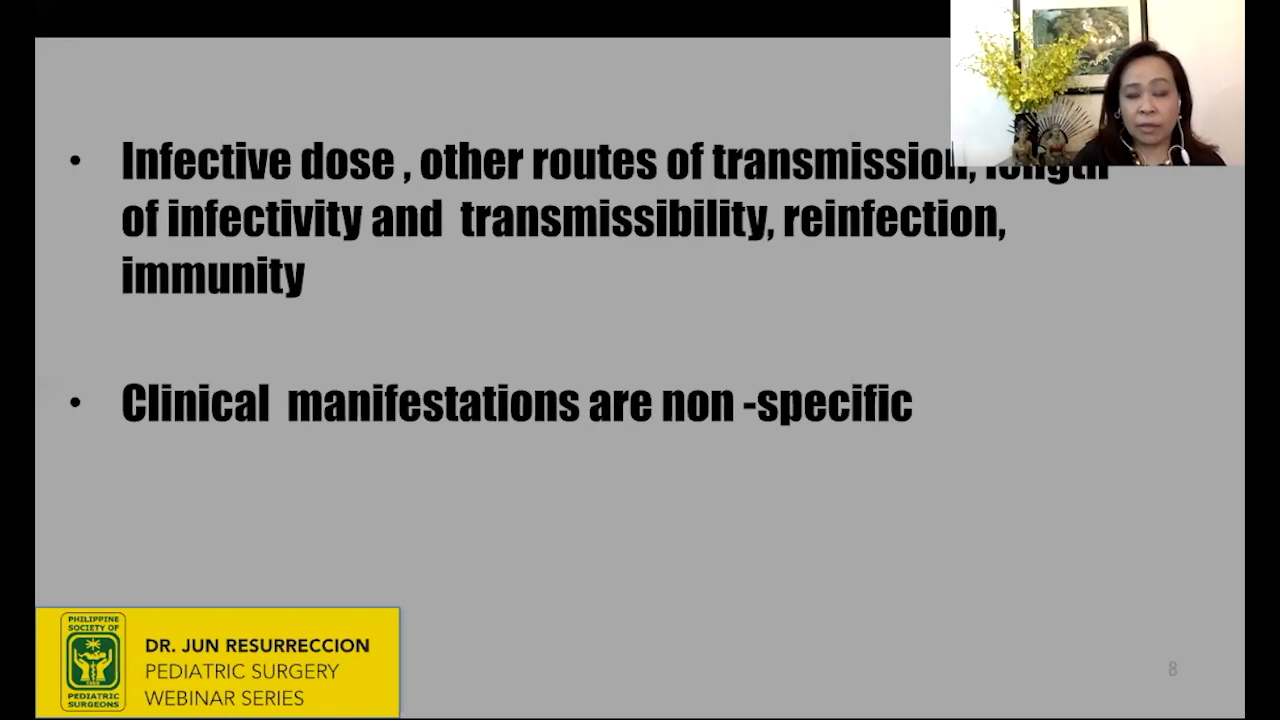 Infective dose , other routes of transmission, length
of infectivity and transmissibility, reinfection,
immunity
Clinical manifestations are non -specific
PHILIPPINE
SOCIETY OF
PEDIATRIC
SURGEONS
DR. JUN RESURRECCION
PEDIATRIC SURGERY
WEBINAR SERIES
8